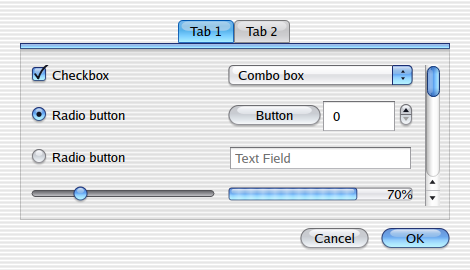 Tab 1 Tab 2
Checkbox Combo box
Radio button Button 0
Radio button Text Field
70%
Cancel OK